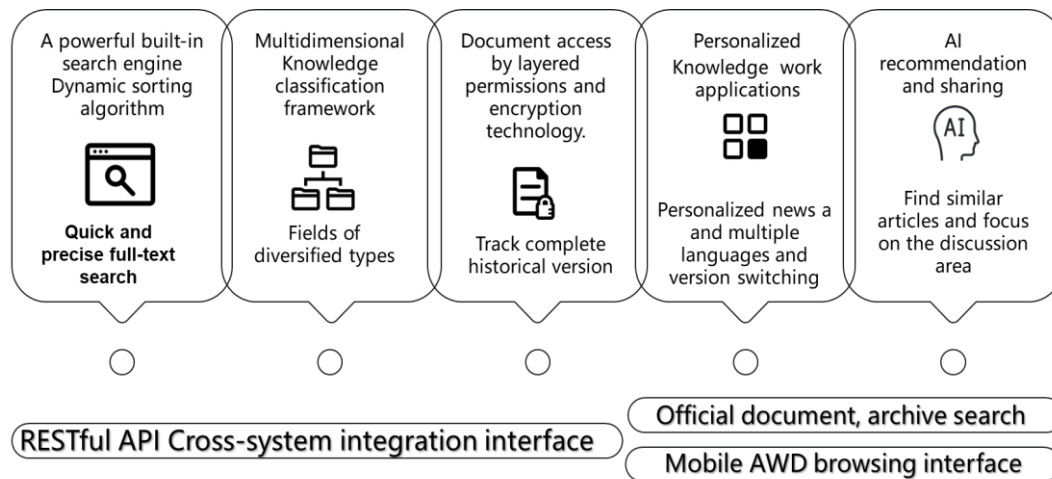 A powerful built-in
search engine
Dynamic sorting
algorithm
Quick and
precise full-text
search
Multidimensional
Knowledge
classification
framework
Fields of
diversified types
Document access
by layered
permissions and
encryption
technology.
Track complete
historical version
Personalized
Knowledge work
applications
Personalized news a
and multiple
languages and
version switching
AI
recommendation
and sharing
AI
Find similar
articles and focus
on the discussion
area
RESTful API Cross-system integration interface
Official document, archive search
Mobile AWD browsing interface